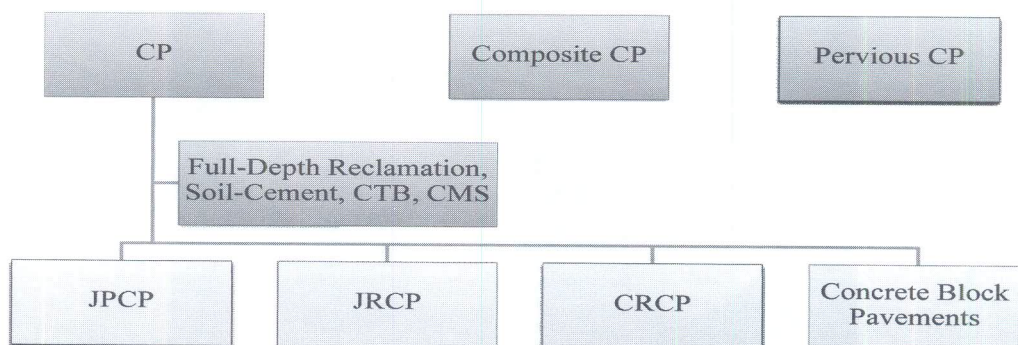 CP
Composite CP
Pervious CP
Full-Depth Reclamation,
Soil-Cement, CTB, CMS
JPCP
JRCP
CRCP
Concrete Block
Pavements